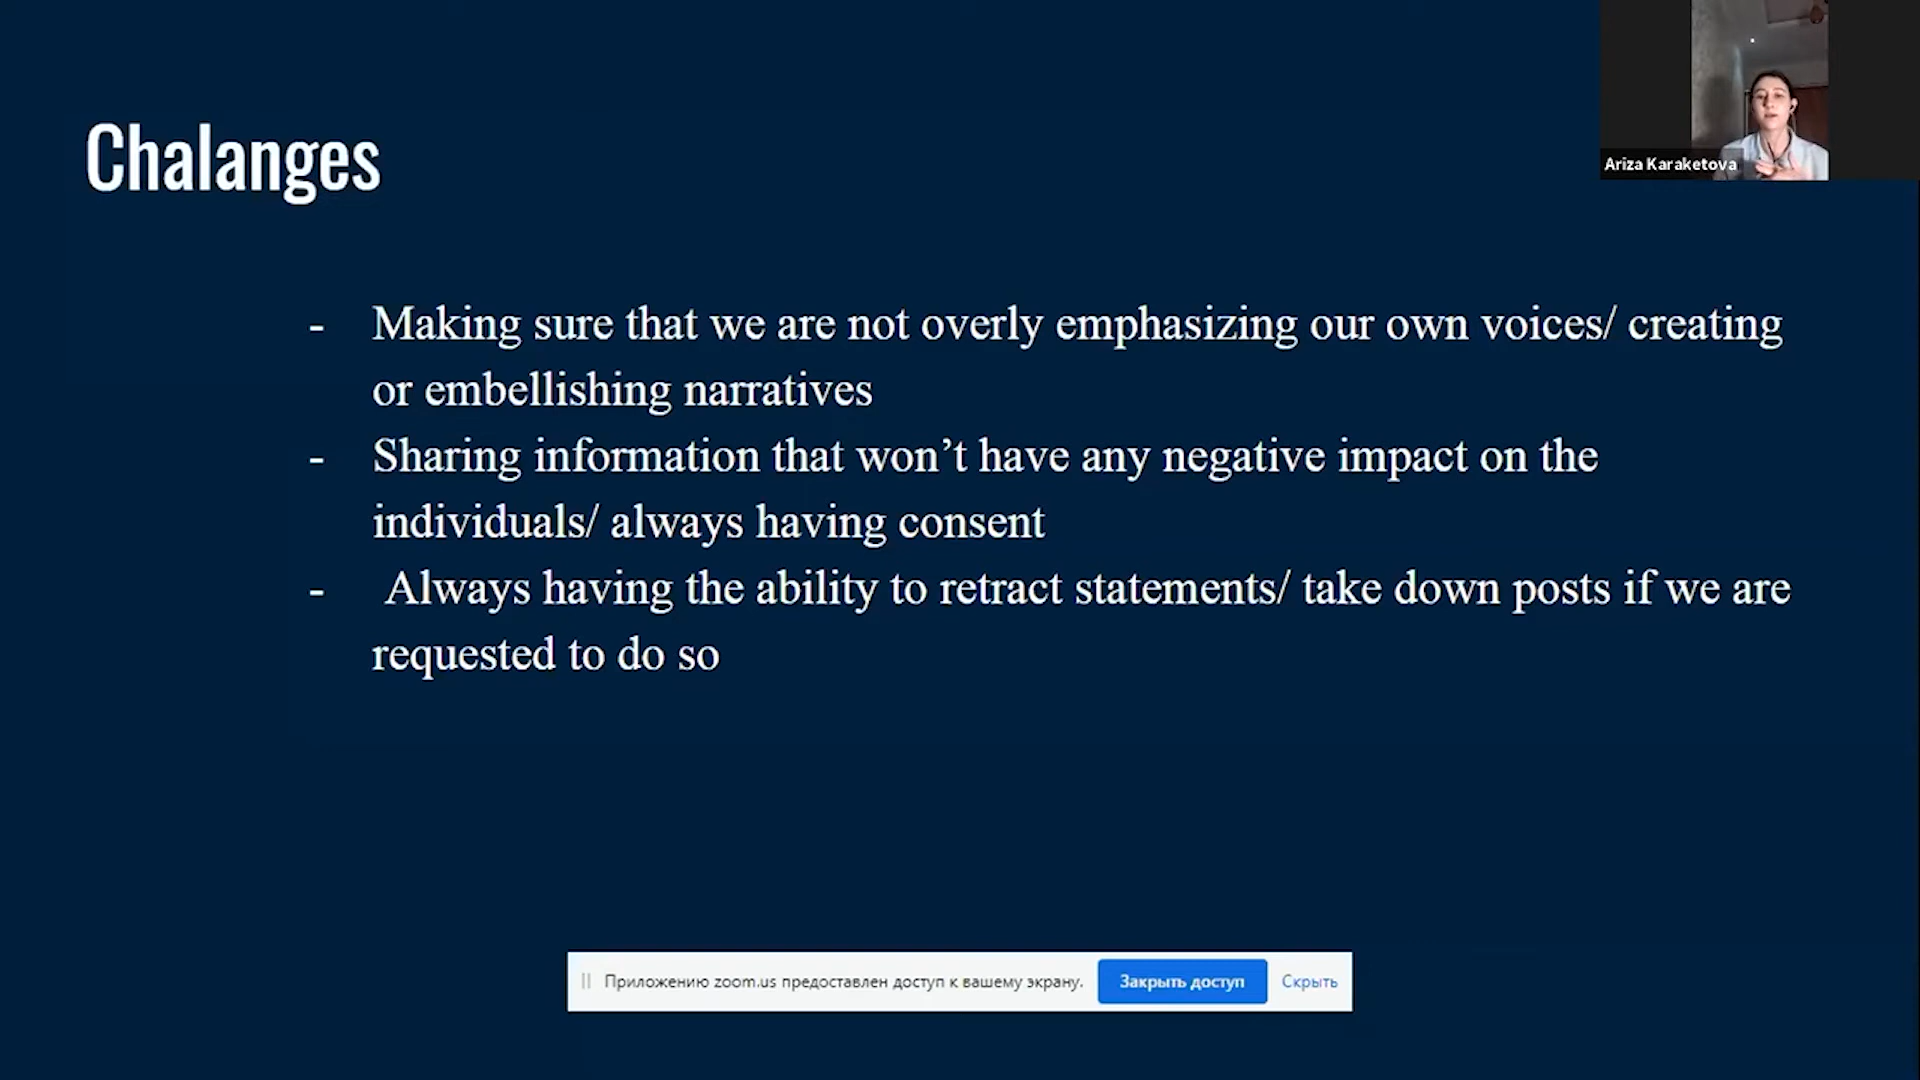 Chalanges
Ariza Karaketova
- Making sure that we are not overly emphasizing our own voices/ creating
or embellishing narratives
- Sharing information that won’t have any negative impact on the
individuals/ always having consent
- Always having the ability to retract statements/ take down posts if we are
requested to do so
Приложению zoom.us предоставлен доступ к вашему экрану. Закрыть доступ Скрыть